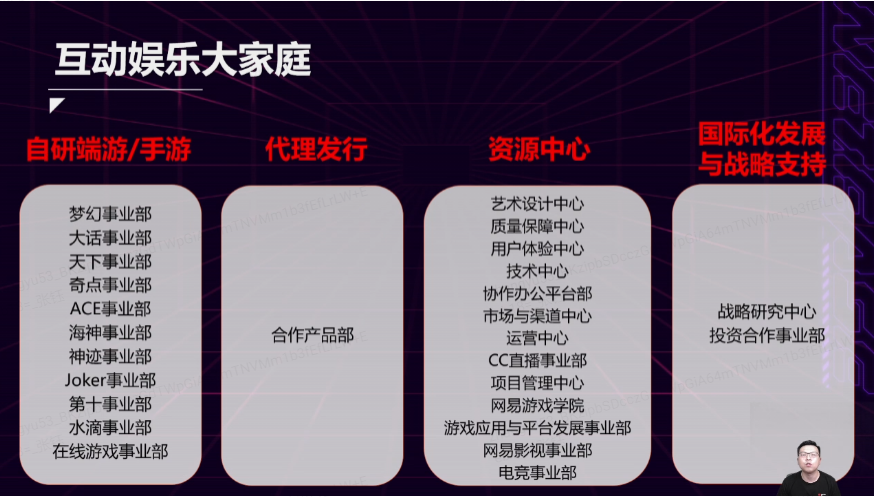 互动娱乐大家庭
自研端游/手游
梦幻事业部
大话事业部
天下事业部
奇点事业部
ACE事业部
海神事业部
神迹事业部
Joker事业部
第十事业部
水滴事业部
在线游戏事业部
代理发行
合作产品部
资源中心
艺术设计中心
质量保障中心
用户体验中心
技术中心
协作办公平台部
市场与渠道中心
运营中心
CC直播事业部
项目管理中心
网易游戏学院
游戏应用与平台发展事业部
网易影视事业部
电竞事业部
国际化发展
与战略支持
战略研究中心
投资合作事业部